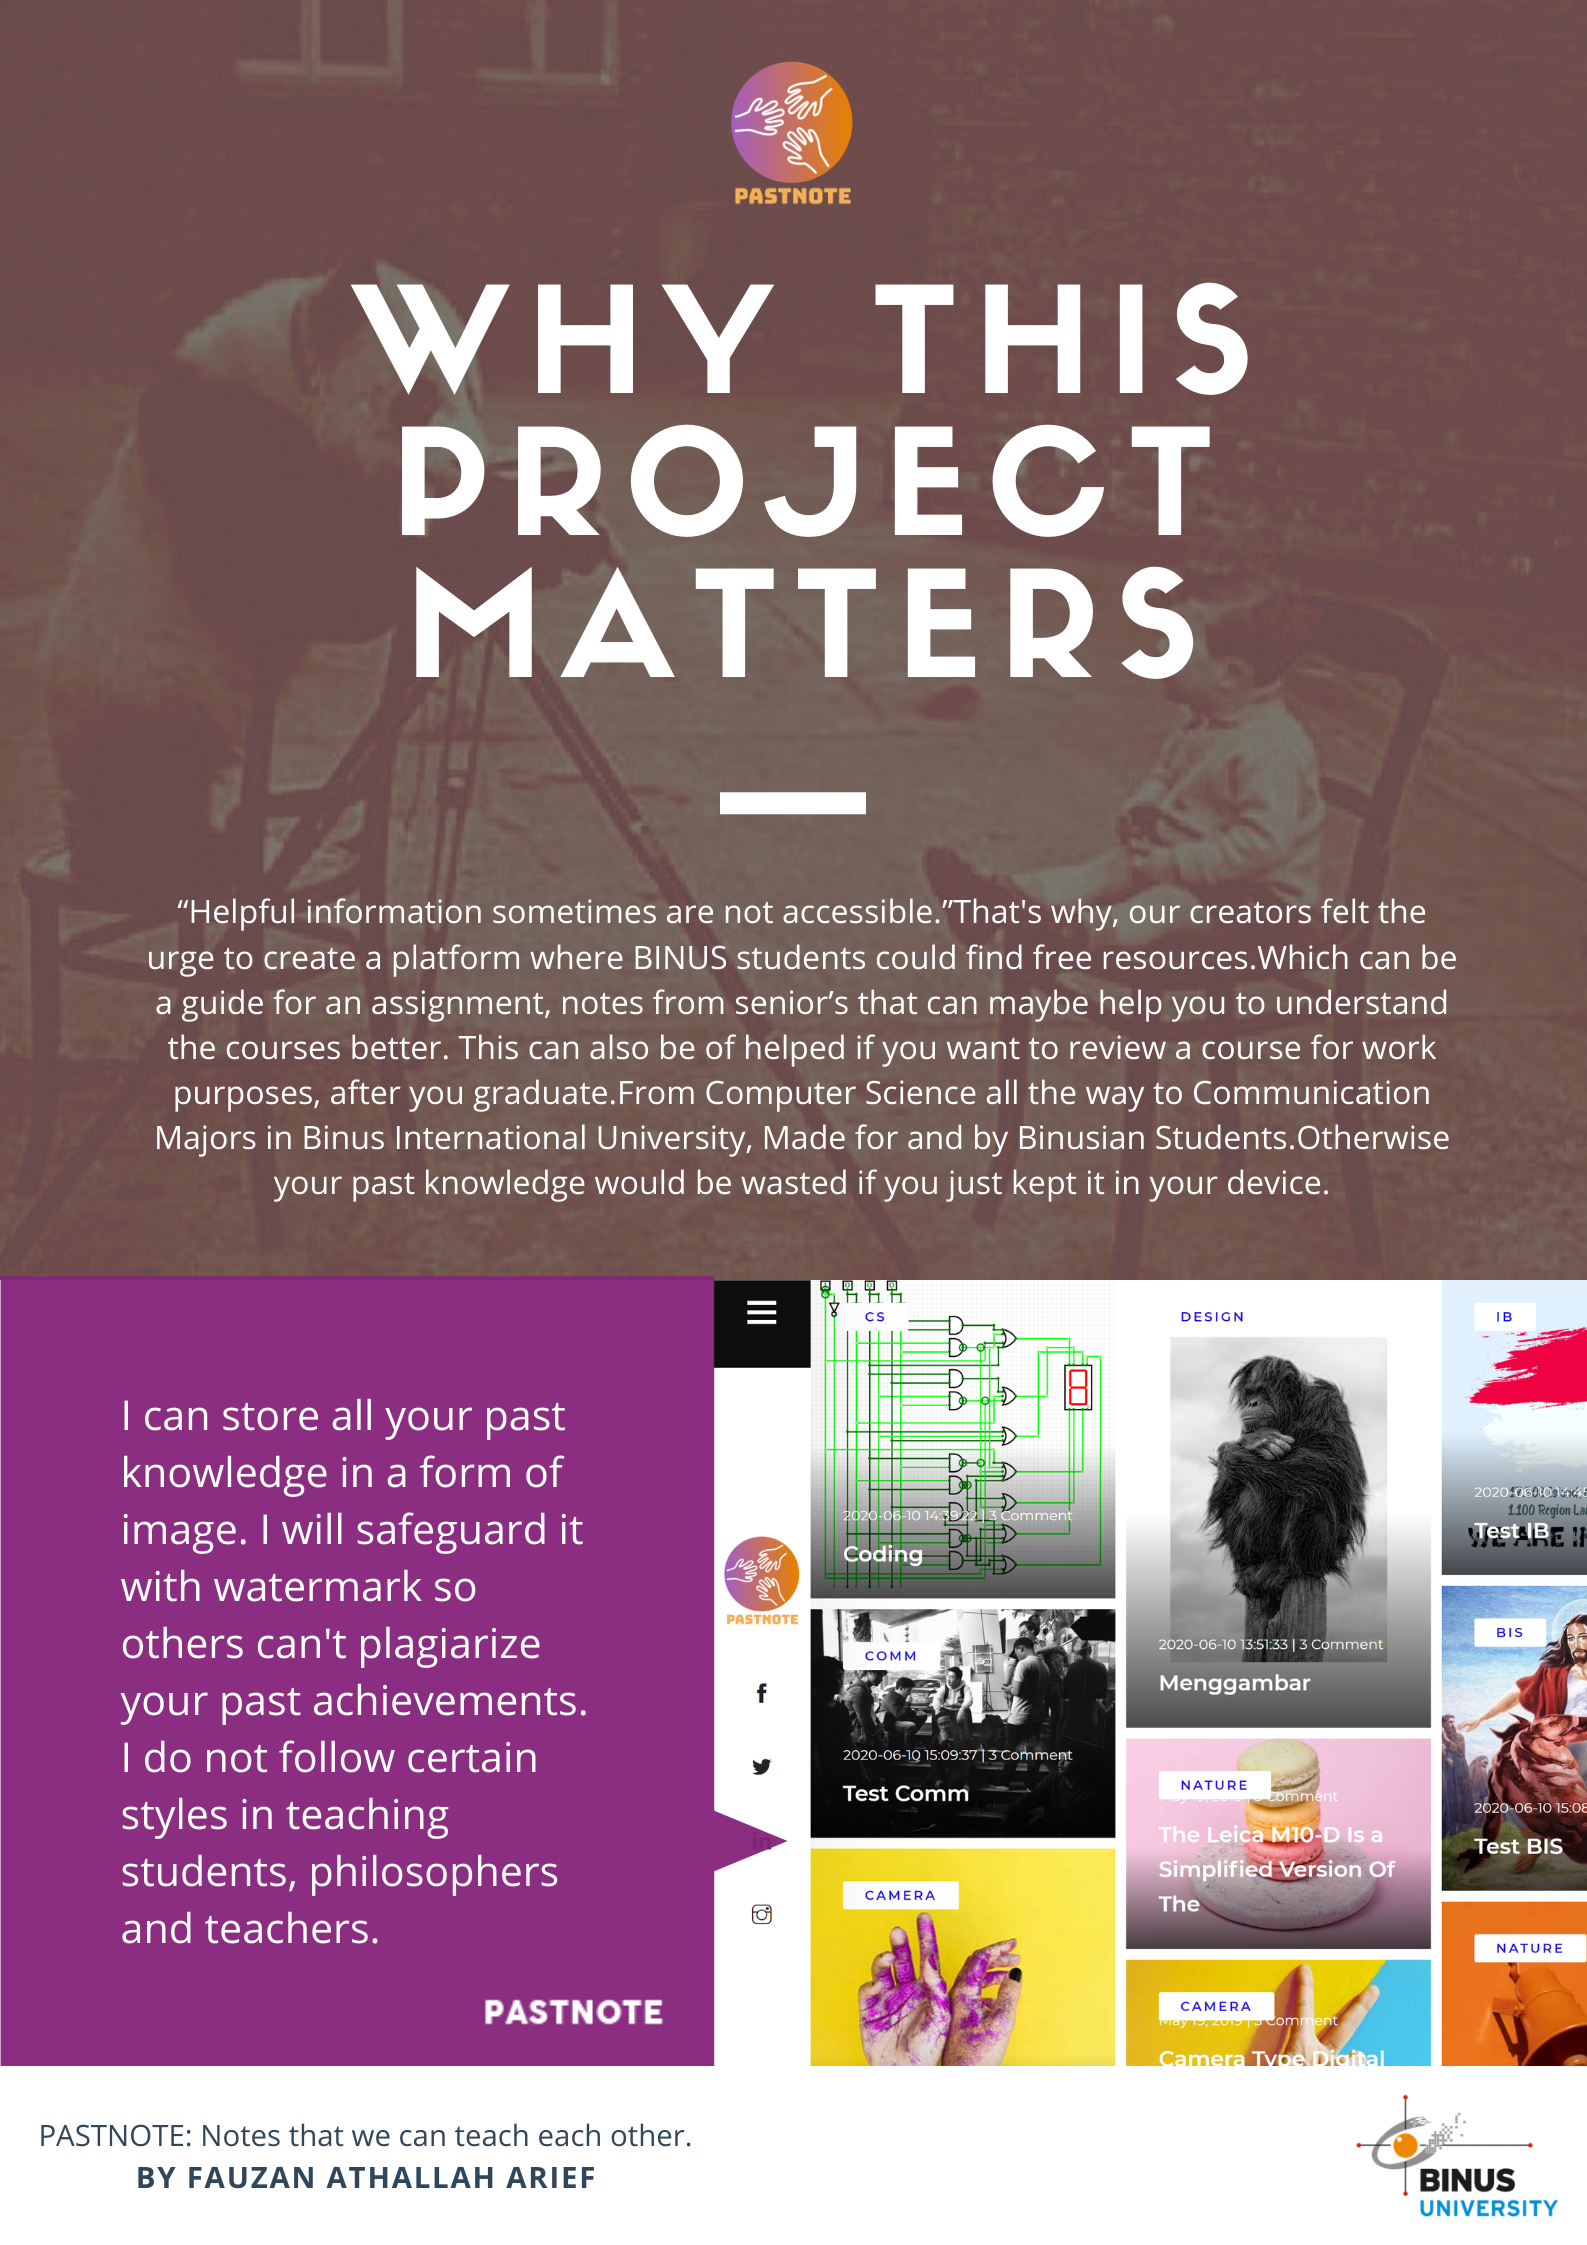 PASTNOTE
WHY THIS
PROJECT
MATTERS
“Helpful information sometimes are not accessible.”That's why, our creators felt the
urge to create a platform where BINUS students could find free resources.Which can be
a guide for an assignment, notes from senior’s that can maybe help you to understand
the courses better. This can also be of helped if you want to review a course for work
purposes, after you graduate.From Computer Science all the way to Communication
Majors in Binus International University, Made for and by Binusian Students.Otherwise
your past knowledge would be wasted if you just kept it in your device.
I can store all your past
knowledge in a form of
image. I will safeguard it
with watermark so
others can't plagiarize
your past achievements.
I do not follow certain
styles in teaching
students, philosophers
and teachers.
PASTNOTE
PASTNOTE
CS
2020-06-10 14:39:22 | 3 Comment
Coding
COMM
2020-06-10 15:09:37 | 3 Comment
Test Comm
CAMERA
DESIGN
2020-06-10 13:51:33 | 3 Comment
Menggambar
NATURE
May 19, 2019 | 3 Comment
The Leica M10-D Is a
Simplified Version Of
The
CAMERA
May 19, 2019 | 3 Comment
Camera Type Digital
IB
2020-06-10 14:4
1.100 Region La
Test IB
WE ARE I
BIS
2020-06-10 15:08
Test BIS
NATURE
PASTNOTE: Notes that we can teach each other.
BY FAUZAN ATHALLAH ARIEF
BINUS
UNIVERSITY